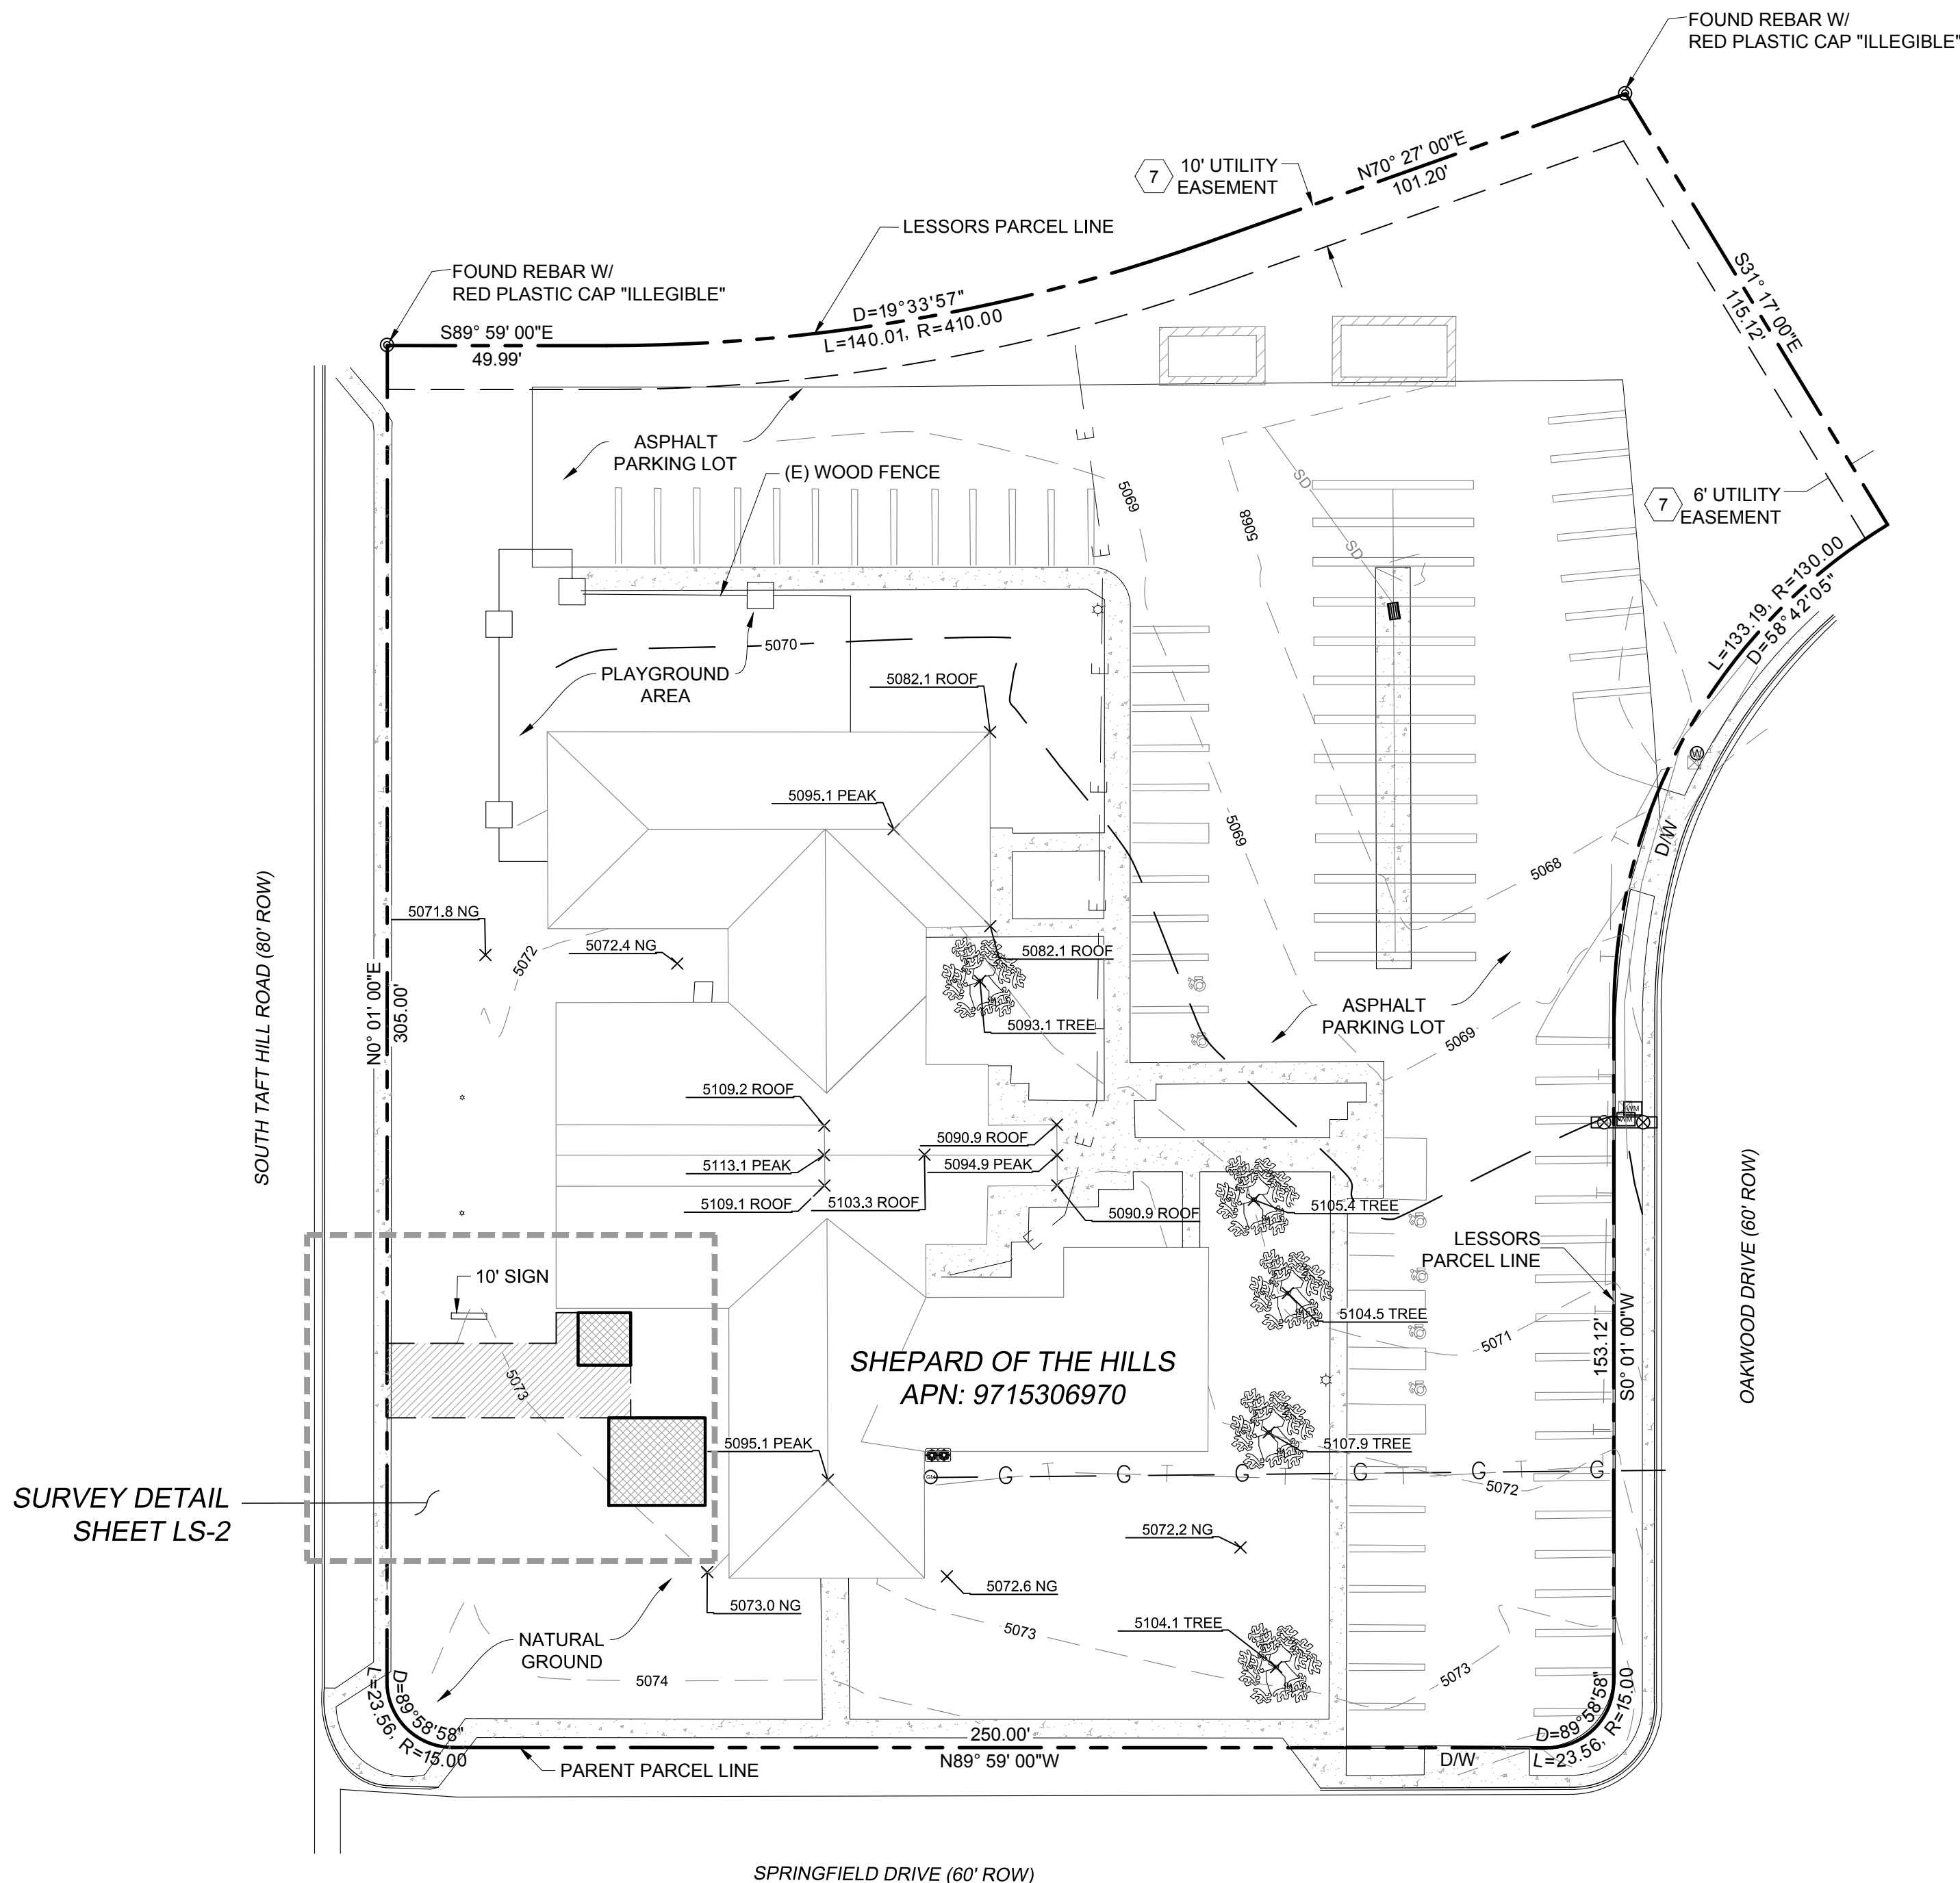 FOUND REBAR W/
RED PLASTIC CAP "ILLEGIBLE"
N70° 27' 00"E
101.20'
7
10' UTILITY
EASEMENT
LESSORS PARCEL LINE
FOUND REBAR W/
RED PLASTIC CAP "ILLEGIBLE"
S89° 59' 00"E
49.99'
D=19°33'57"
L=140.01, R=410.00
S31° 17' 00"E
115.12'
ASPHALT
PARKING LOT
(E) WOOD FENCE
E
5069
5068
SD
SD
7
6' UTILITY
EASEMENT
E
L=133.19, R=130.00
D=58°42'05"
5070
E
PLAYGROUND
AREA
5082.1 ROOF
W
E
5095.1 PEAK
5069
D/W
5068
E
5071.8 NG
5072
5072.4 NG
5082.1 ROOF
SOUTH TAFT HILL ROAD (80' ROW)
N0° 01' 00"E
305.00'
5093.1 TREE
ASPHALT
PARKING LOT
5069
5109.2 ROOF
5090.9 ROOF
E
WM
WM
5113.1 PEAK
5094.9 PEAK
5109.1 ROOF
5103.3 ROOF
5090.9 ROOF
5105.4 TREE
E
LESSORS
PARCEL LINE
OAKWOOD DRIVE (60' ROW)
10' SIGN
5104.5 TREE
5071
153.12'
S0° 01' 00"W
5073
SHEPARD OF THE HILLS
APN: 9715306970
5095.1 PEAK
5107.9 TREE
GM
G T G T G T G T G T G
5072
SURVEY DETAIL
SHEET LS-2
5072.2 NG
5072.6 NG
5073.0 NG
5104.1 TREE
5073
NATURAL
GROUND
5074
5073
D=89°58'58"
L=23.56, R=15.00
250.00'
N89° 59' 00"W
PARENT PARCEL LINE
D/W
D=89°58'58"
L=23.56, R=15.00
SPRINGFIELD DRIVE (60' ROW)